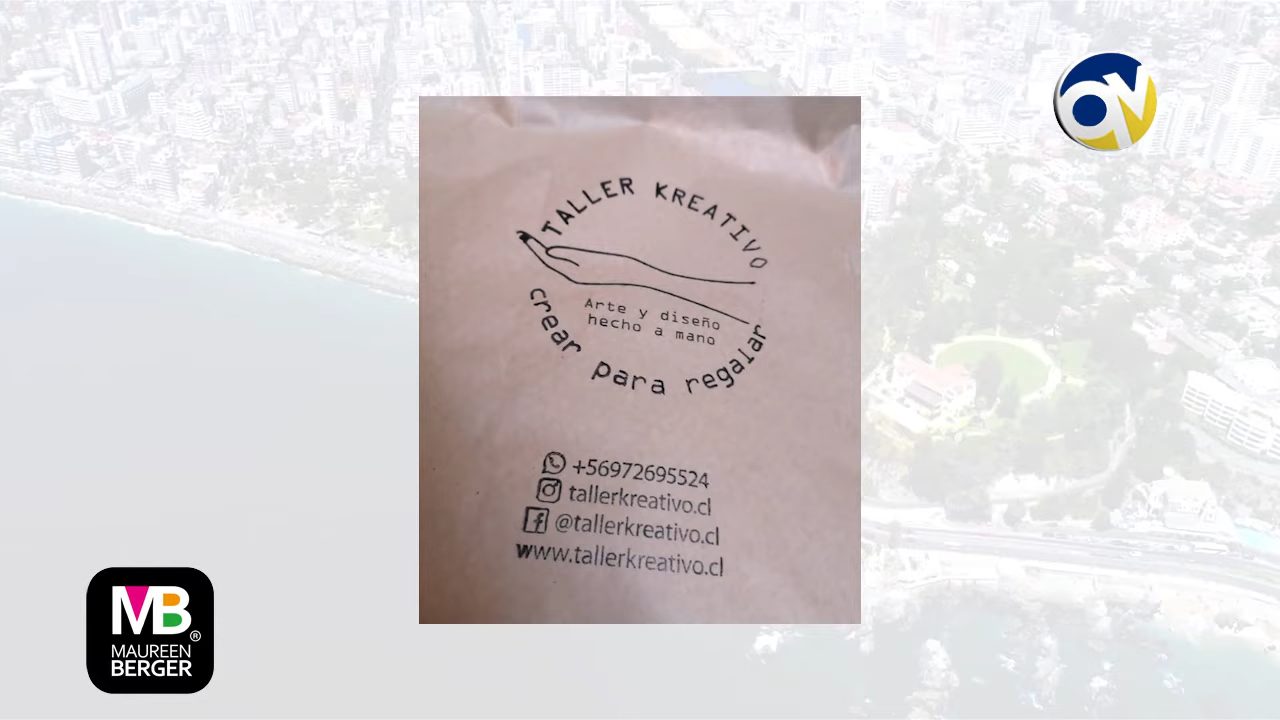 TALLER KREATIVO
Arte y diseño
hecho a mano
crear para regalar
+56972695524
tallerkreativo.cl
@tallerkreativo.cl
www.tallerkreativo.cl
OV
MB®
MAUREEN
BERGER